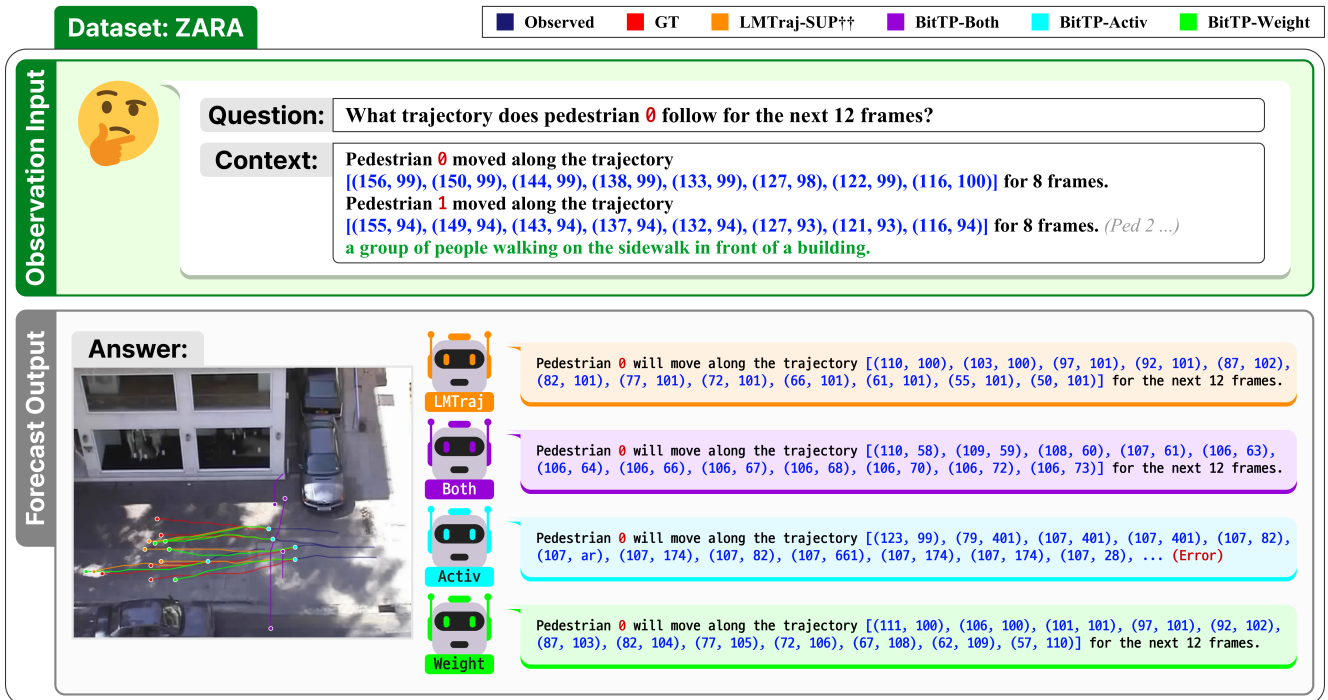 Dataset: ZARA
Observed
GT
LMTraj-SUP††
BitTP-Both
BitTP-Activ
BitTP-Weight
Observation Input
Question:
What trajectory does pedestrian 0 follow for the next 12 frames?
Context:
Pedestrian 0 moved along the trajectory
[(156, 99), (150, 99), (144, 99), (138, 99), (133, 99), (127, 98), (122, 99), (116, 100)] for 8 frames.
Pedestrian 1 moved along the trajectory
[(155, 94), (149, 94), (143, 94), (137, 94), (132, 94), (127, 93), (121, 93), (116, 94)] for 8 frames. (Ped 2 ...)
a group of people walking on the sidewalk in front of a building.
Forecast Output
Answer:
LMTraj
Pedestrian 0 will move along the trajectory [(110, 100), (103, 100), (97, 101), (92, 101), (87, 102),
(82, 101), (77, 101), (72, 101), (66, 101), (61, 101), (55, 101), (50, 101)] for the next 12 frames.
Both
Pedestrian 0 will move along the trajectory [(110, 58), (109, 59), (108, 60), (107, 61), (106, 63),
(106, 64), (106, 66), (106, 67), (106, 68), (106, 70), (106, 72), (106, 73)] for the next 12 frames.
Activ
Pedestrian 0 will move along the trajectory [(123, 99), (79, 401), (107, 401), (107, 401), (107, 82),
(107, ar), (107, 174), (107, 82), (107, 661), (107, 174), (107, 174), (107, 28), ... (Error)
Weight
Pedestrian 0 will move along the trajectory [(111, 100), (106, 100), (101, 101), (97, 101), (92, 102),
(87, 103), (82, 104), (77, 105), (72, 106), (67, 108), (62, 109), (57, 110)] for the next 12 frames.